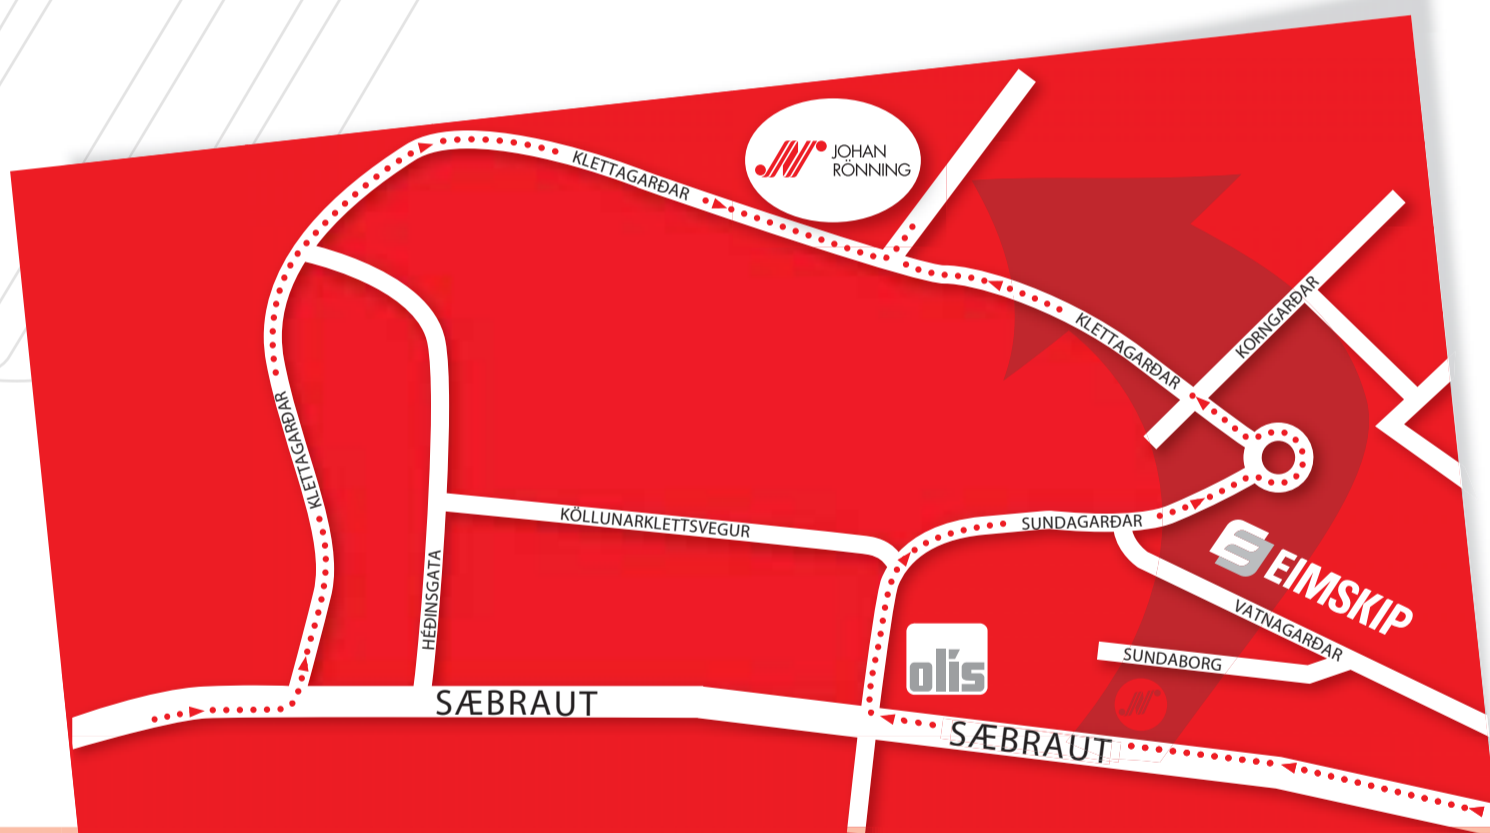 KLETTAGARÐAR
JOHAN
RÖNNING
KLETTAGARÐAR
KORNGARÐAR
KLETTAGARÐAR
KÖLLUNARKLETTSVEGUR
SUNDAGARÐAR
HÉÐINSGATA
EIMSKIP
VATNAGARÐAR
SUNDABORG
olís
SÆBRAUT
SÆBRAUT